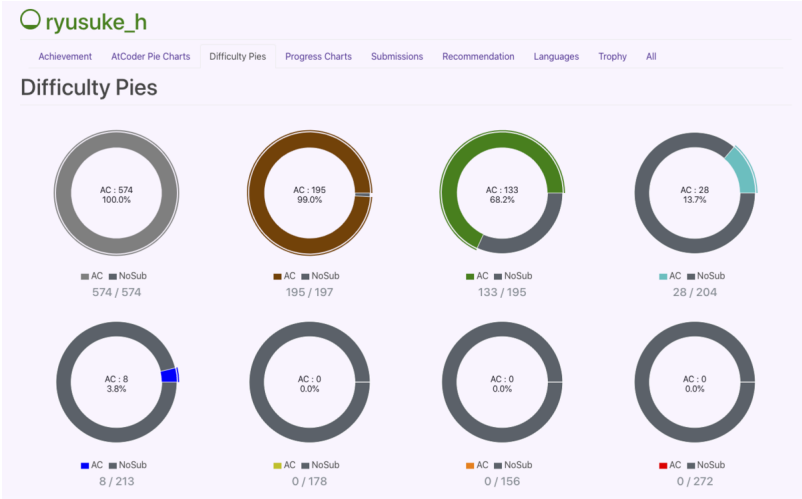 ryusuke_h
Achievement AtCoder Pie Charts Difficulty Pies Progress Charts Submissions Recommendation Languages Trophy All
Difficulty Pies
AC : 574
100.0%
AC NoSub
574 / 574
AC : 195
99.0%
AC NoSub
195 / 197
AC : 133
68.2%
AC NoSub
133 / 195
AC : 28
13.7%
AC NoSub
28 / 204
AC : 8
3.8%
AC NoSub
8 / 213
AC : 0
0.0%
AC NoSub
0 / 178
AC : 0
0.0%
AC NoSub
0 / 156
AC : 0
0.0%
AC NoSub
0 / 272